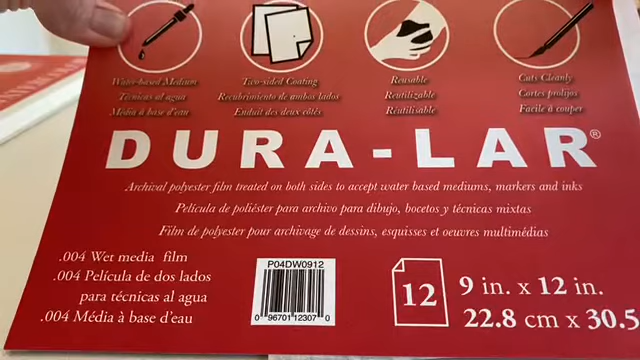 Water-based Medium
Técnicas al agua
Média à base d'eau
Two-sided Coating
Recubrimiento de ambos lados
Enduit des deux côtés
Reusable
Reutilizable
Réutilisable
Cuts Cleanly
Cortes prolijos
Facile à couper
DURA-LAR®
Archival polyester film treated on both sides to accept water based mediums, markers and inks
Película de poliéster para archivo para dibujo, bocetos y técnicas mixtas
Film de polyester pour archivage de dessins, esquisses et oeuvres multimédias
.004 Wet media film
.004 Película de dos lados
para técnicas al agua
.004 Média à base d'eau
P04DW0912
0 96701 12307 0
12
9 in. x 12 in.
22.8 cm x 30.5